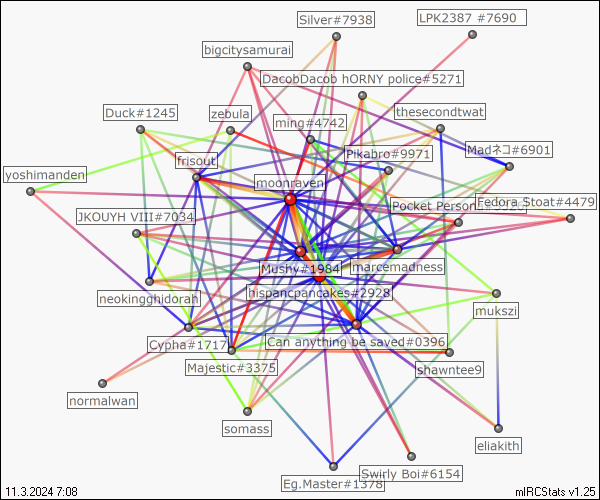 Silver#7938
LPK2387 #7690
bigcitysamurai
DacobDacob hORNY police#5271
Duck#1245
zebula
ming#4742
thesecondtwat
frisout
Pikabro#9971
Madネコ#6901
yoshimanden
moonraven
JKOUYH VIII#7034
Pocket Person
Fedora Stoat#4479
Mushy#1984
marcemadness
neokingghidorah
hispancpancakes#2928
mukszi
Cypha#1717
Can anything be saved#0396
Majestic#3375
shawntee9
normalwan
somass
eliakith
Eg.Master#1378
Swirly Boi#6154
11.3.2024 7:08
mIRCStats v1.25